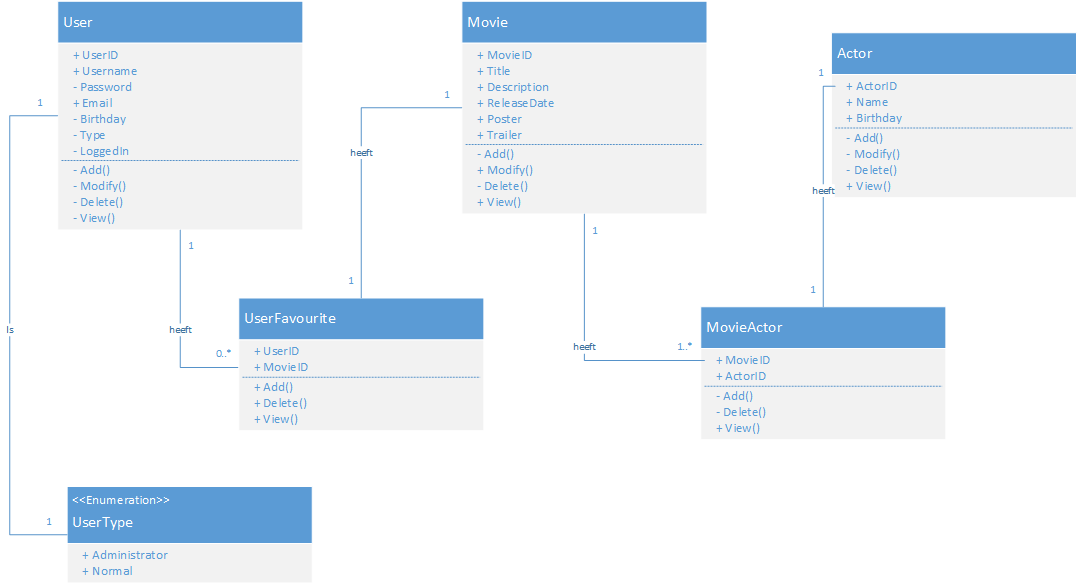 User
+ UserID
+ Username
- Password
+ Email
- Birthday
- Type
- LoggedIn
- Add()
- Modify()
- Delete()
- View()
Movie
+ MovieID
+ Title
+ Description
+ ReleaseDate
+ Poster
+ Trailer
- Add()
+ Modify()
- Delete()
+ View()
Actor
+ ActorID
+ Name
+ Birthday
- Add()
- Modify()
- Delete()
+ View()
1
1
1
heeft
heeft
1
1
1
1
Is
heeft
0..*
heeft
1..*
UserFavourite
+ UserID
+ MovieID
+ Add()
+ Delete()
+ View()
1
MovieActor
+ MovieID
+ ActorID
- Add()
- Delete()
+ View()
1
<<Enumeration>>
UserType
+ Administrator
+ Normal